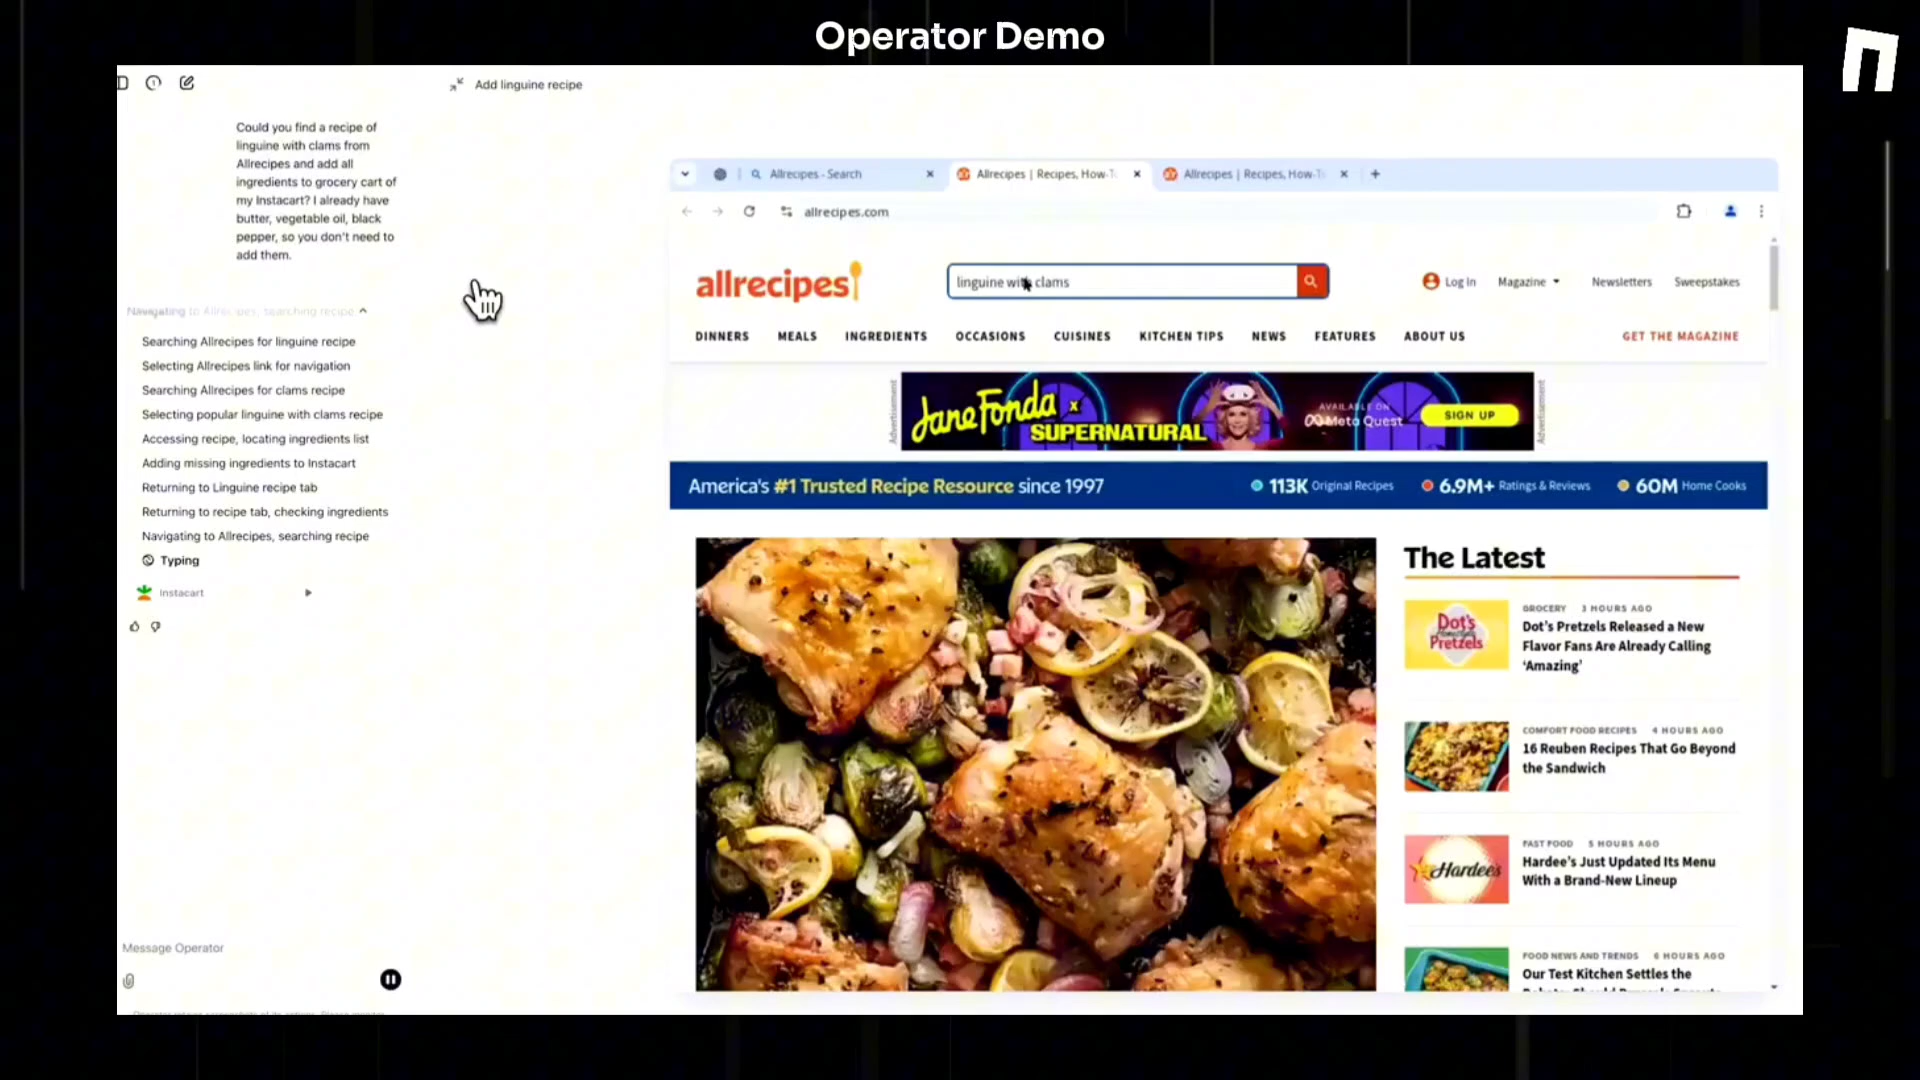 Operator Demo
Add linguine recipe
Could you find a recipe of
linguine with clams from
Allrecipes and add all
ingredients to grocery cart of
my Instacart? I already have
butter, vegetable oil, black
pepper, so you don't need to
add them.
Navigating to Allrecipes, searching recipe
Searching Allrecipes for linguine recipe
Selecting Allrecipes link for navigation
Searching Allrecipes for clams recipe
Selecting popular linguine with clams recipe
Accessing recipe, locating ingredients list
Adding missing ingredients to Instacart
Returning to Linguine recipe tab
Returning to recipe tab, checking ingredients
Navigating to Allrecipes, searching recipe
Typing
Instacart
Message Operator
Allrecipes - Search
Allrecipes | Recipes, How-T
Allrecipes | Recipes, How-T
allrecipes.com
allrecipes
linguine with clams
Log In
Magazine
Newsletters
Sweepstakes
DINNERS MEALS INGREDIENTS OCCASIONS CUISINES KITCHEN TIPS NEWS FEATURES ABOUT US GET THE MAGAZINE
Advertisement
Jane Fonda x
SUPERNATURAL
AVAILABLE ON
Meta Quest
SIGN UP
Advertisement
America's #1 Trusted Recipe Resource since 1997
113K Original Recipes
6.9M+ Ratings & Reviews
60M Home Cooks
The Latest
Dot's
Pretzels
GROCERY 3 HOURS AGO
Dot's Pretzels Released a New
Flavor Fans Are Already Calling
'Amazing'
COMFORT FOOD RECIPES 4 HOURS AGO
16 Reuben Recipes That Go Beyond
the Sandwich
Hardee's
FAST FOOD 5 HOURS AGO
Hardee's Just Updated Its Menu
With a Brand-New Lineup
FOOD NEWS AND TRENDS 6 HOURS AGO
Our Test Kitchen Settles the